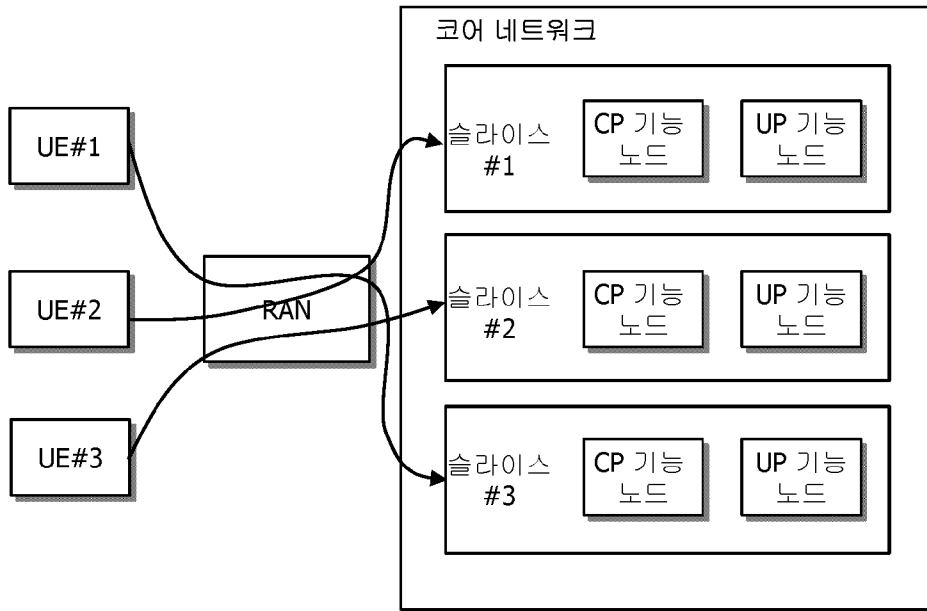 코어 네트워크
UE#1
UE#2
UE#3
RAN
슬라이스
#1
CP 기능
노드
UP 기능
노드
슬라이스
#2
CP 기능
노드
UP 기능
노드
슬라이스
#3
CP 기능
노드
UP 기능
노드